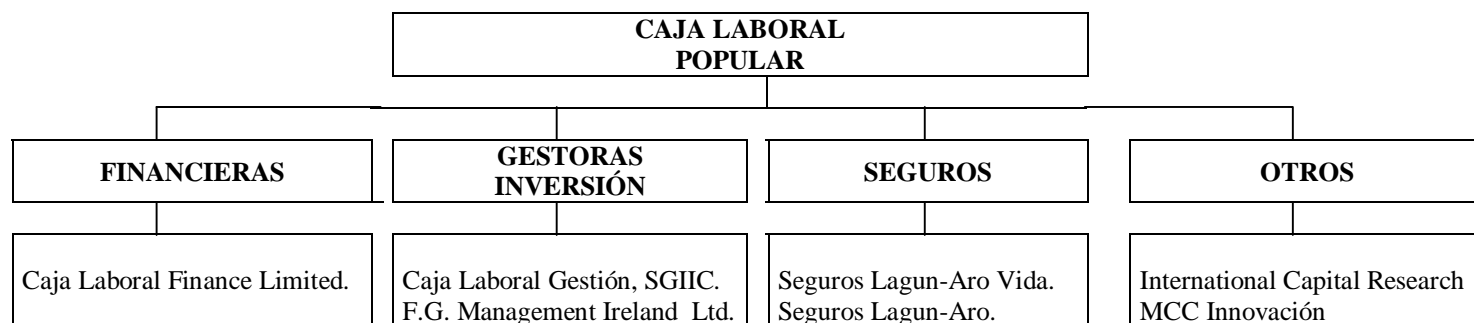 CAJA LABORAL
POPULAR
FINANCIERAS
GESTORAS
INVERSIÓN
SEGUROS
OTROS
Caja Laboral Finance Limited.
Caja Laboral Gestión, SGIIC.
F.G. Management Ireland Ltd.
Seguros Lagun-Aro Vida.
Seguros Lagun-Aro.
International Capital Research
MCC Innovación